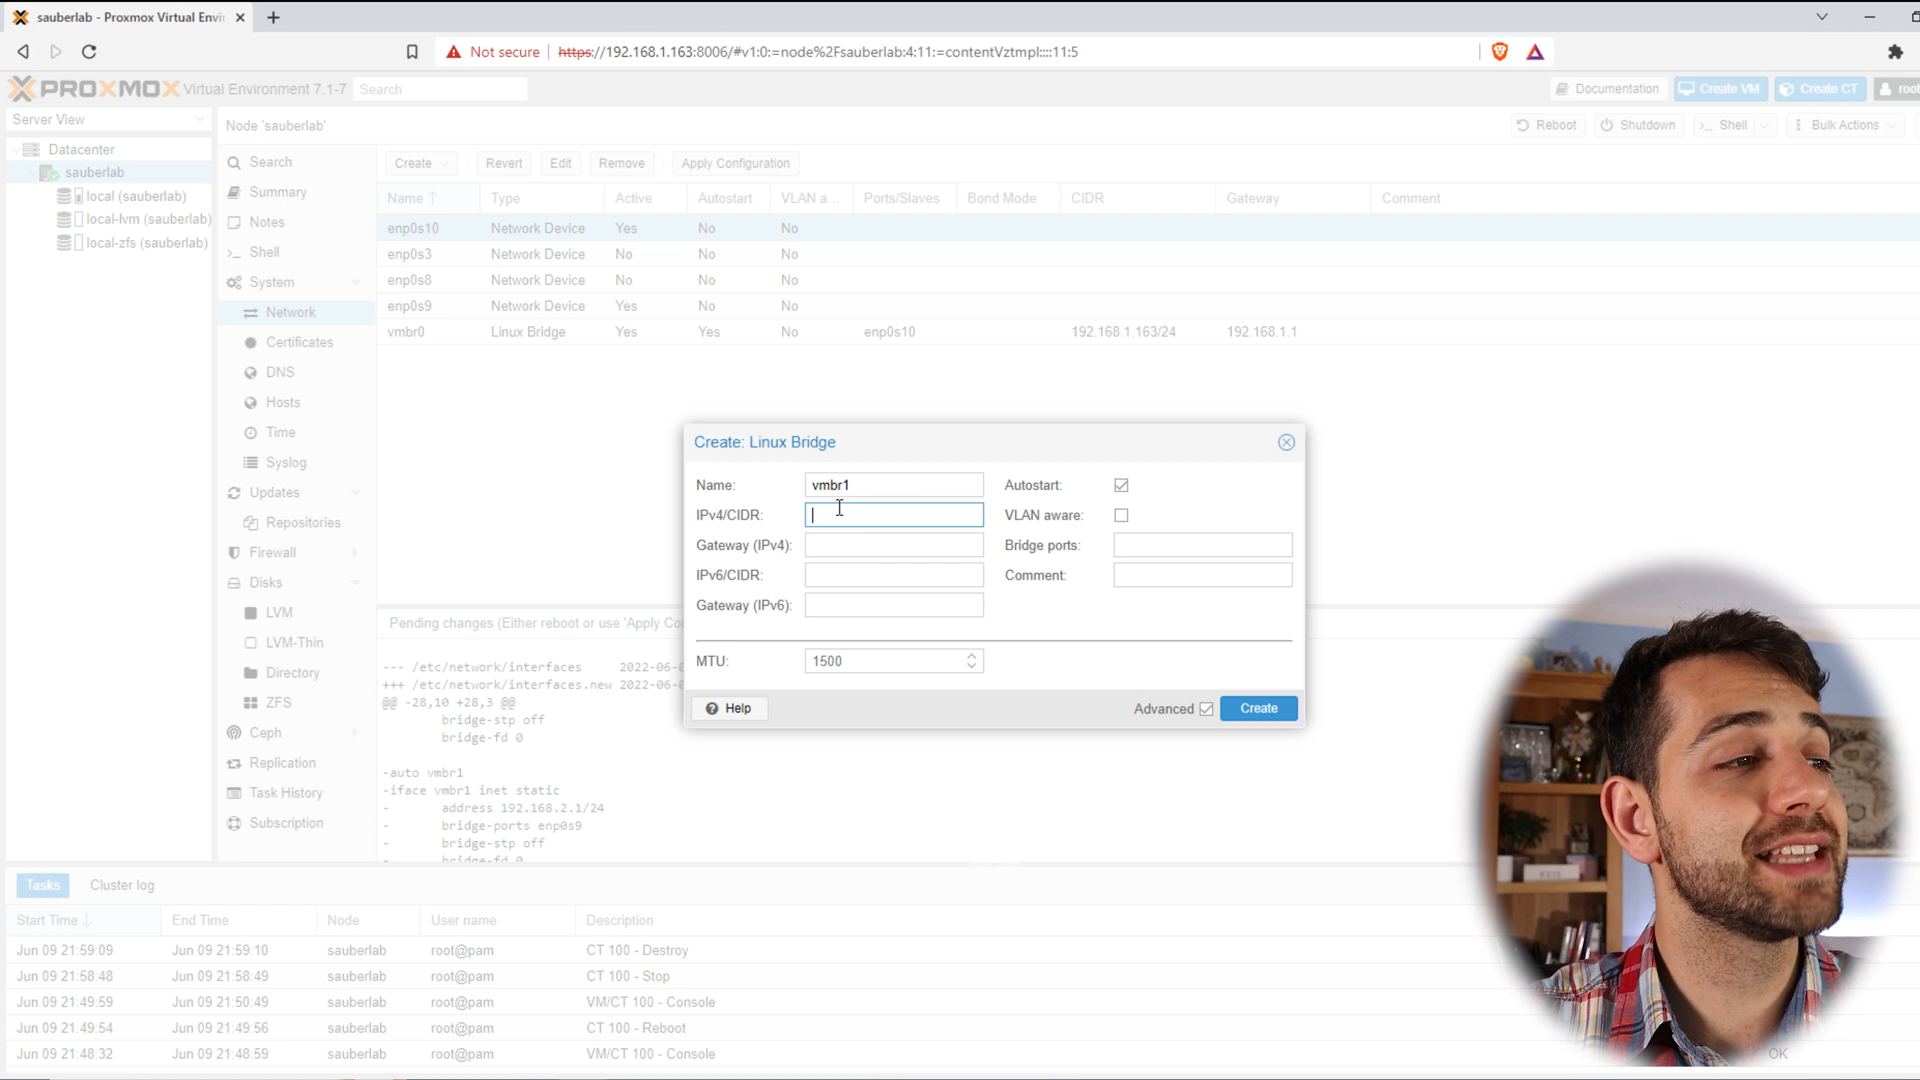 sauberlab - Proxmox Virtual Envi
Not secure https://192.168.1.163:8006/#v1:0:=node%2Fsauberlab:4:11:=contentVztmpl::::11:5
PROXMOX Virtual Environment 7.1-7 Search Documentation Create VM Create CT root
Server View Node 'sauberlab' Reboot Shutdown Shell Bulk Actions
Datacenter
sauberlab
local (sauberlab)
local-lvm (sauberlab)
local-zfs (sauberlab)
Search
Summary
Notes
Shell
System
Network
Certificates
DNS
Hosts
Time
Syslog
Updates
Repositories
Firewall
Disks
LVM
LVM-Thin
Directory
ZFS
Ceph
Replication
Task History
Subscription
Create Revert Edit Remove Apply Configuration
Name Type Active Autostart VLAN a... Ports/Slaves Bond Mode CIDR Gateway Comment
enp0s10 Network Device Yes No No
enp0s3 Network Device No No No
enp0s8 Network Device No No No
enp0s9 Network Device Yes No No
vmbr0 Linux Bridge Yes Yes No enp0s10 192.168.1.163/24 192.168.1.1
Create: Linux Bridge
Name: vmbr1 Autostart:
IPv4/CIDR: VLAN aware:
Gateway (IPv4): Bridge ports:
IPv6/CIDR: Comment:
Gateway (IPv6):
MTU: 1500
Help Advanced Create
Pending changes (Either reboot or use 'Apply Co
--- /etc/network/interfaces 2022-06-0
+++ /etc/network/interfaces.new 2022-06-0
@@ -28,10 +28,3 @@
bridge-stp off
bridge-fd 0
-auto vmbr1
-iface vmbr1 inet static
- address 192.168.2.1/24
- bridge-ports enp0s9
- bridge-stp off
- bridge-fd 0
Tasks Cluster log
Start Time End Time Node User name Description
Jun 09 21:59:09 Jun 09 21:59:10 sauberlab root@pam CT 100 - Destroy
Jun 09 21:58:48 Jun 09 21:58:49 sauberlab root@pam CT 100 - Stop
Jun 09 21:49:59 Jun 09 21:50:49 sauberlab root@pam VM/CT 100 - Console
Jun 09 21:49:54 Jun 09 21:49:56 sauberlab root@pam CT 100 - Reboot
Jun 09 21:48:32 Jun 09 21:48:59 sauberlab root@pam VM/CT 100 - Console
OK